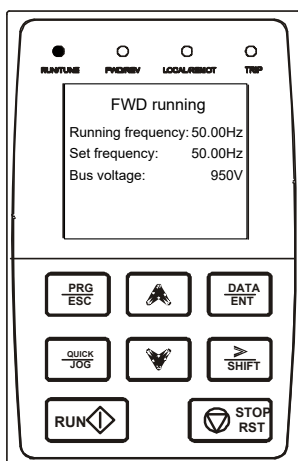 RUN/TUNE FWD/REV LOCAL/REMOT TRIP
FWD running
Running frequency: 50.00Hz
Set frequency: 50.00Hz
Bus voltage: 950V
PRG
ESC
DATA
ENT
QUICK
JOG
>
SHIFT
RUN
STOP
RST